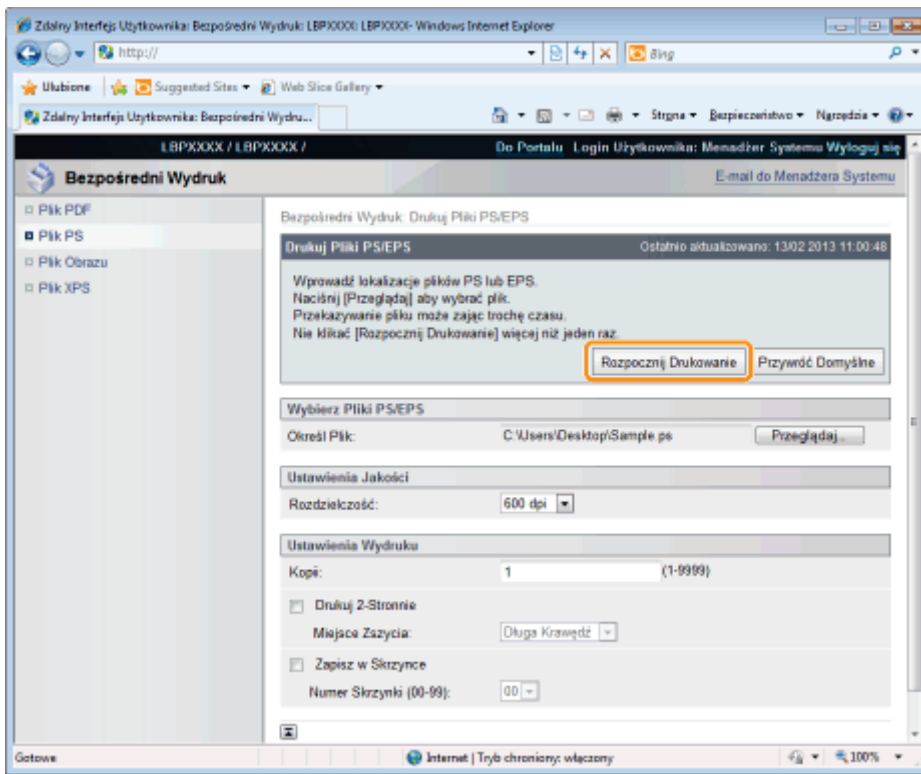 Zdalny Interfejs Użytkownika: Bezpośredni Wydruk: LBPXXXX: LBPXXXX- Windows Internet Explorer
http://
Bing
Ulubione Suggested Sites Web Slice Gallery
Zdalny Interfejs Użytkownika: Bezpośredni Wydru...
Strona Bezpieczeństwo Narzędzia
LBPXXXX / LBPXXXX /
Do Portalu Login Użytkownika: Menadżer Systemu Wyloguj się
Bezpośredni Wydruk
E-mail do Menadżera Systemu
Plik PDF
Plik PS
Plik Obrazu
Plik XPS
Bezpośredni Wydruk: Drukuj Pliki PS/EPS
Drukuj Pliki PS/EPS
Ostatnio aktualizowano: 13/02 2013 11:00:48
Wprowadź lokalizacje plików PS lub EPS.
Naciśnij [Przeglądaj] aby wybrać plik.
Przekazywanie pliku może zająć trochę czasu.
Nie klikać [Rozpocznij Drukowanie] więcej niż jeden raz.
Rozpocznij Drukowanie
Przywróć Domyślne
Wybierz Pliki PS/EPS
Określ Plik: C:\Users\Desktop\Sample.ps Przeglądaj...
Ustawienia Jakości
Rozdzielczość: 600 dpi
Ustawienia Wydruku
Kopii: 1 (1-9999)
Drukuj 2-Stronnie
Miejsce Zszycia: Długa Krawędź
Zapisz w Skrzynce
Numer Skrzynki (00-99): 00
Gotowe
Internet | Tryb chroniony: włączony
100%